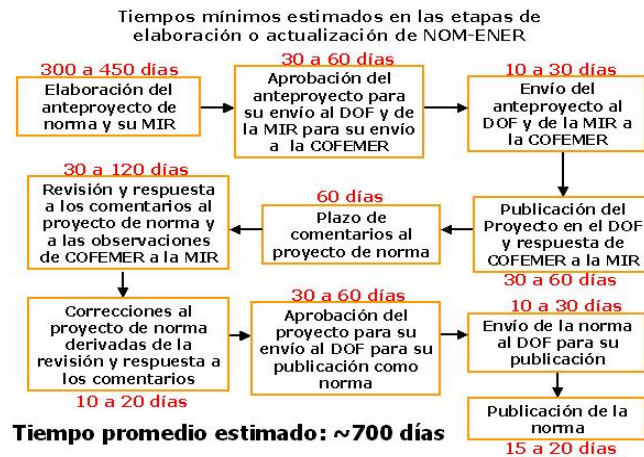 Tiempos mínimos estimados en las etapas de
elaboración o actualización de NOM-ENER
300 a 450 días
Elaboración del
anteproyecto de
norma y su MIR
30 a 60 días
Aprobación del
anteproyecto para
su envío al DOF y de
la MIR para su envío
a la COFEMER
10 a 30 días
Envío del
anteproyecto al
DOF y de la MIR a
la COFEMER
Publicación del
Proyecto en el DOF
y respuesta de
COFEMER a la MIR
30 a 60 días
60 días
Plazo de
comentarios al
proyecto de norma
30 a 120 días
Revisión y respuesta
a los comentarios al
proyecto de norma y
a las observaciones
de COFEMER a la MIR
Correcciones al
proyecto de norma
derivadas de la
revisión y respuesta
a los comentarios
10 a 20 días
30 a 60 días
Aprobación del
proyecto para su
envío al DOF para su
publicación como
norma
10 a 30 días
Envío de la norma
al DOF para su
publicación
Publicación de la
norma
15 a 20 días
Tiempo promedio estimado: ~700 días